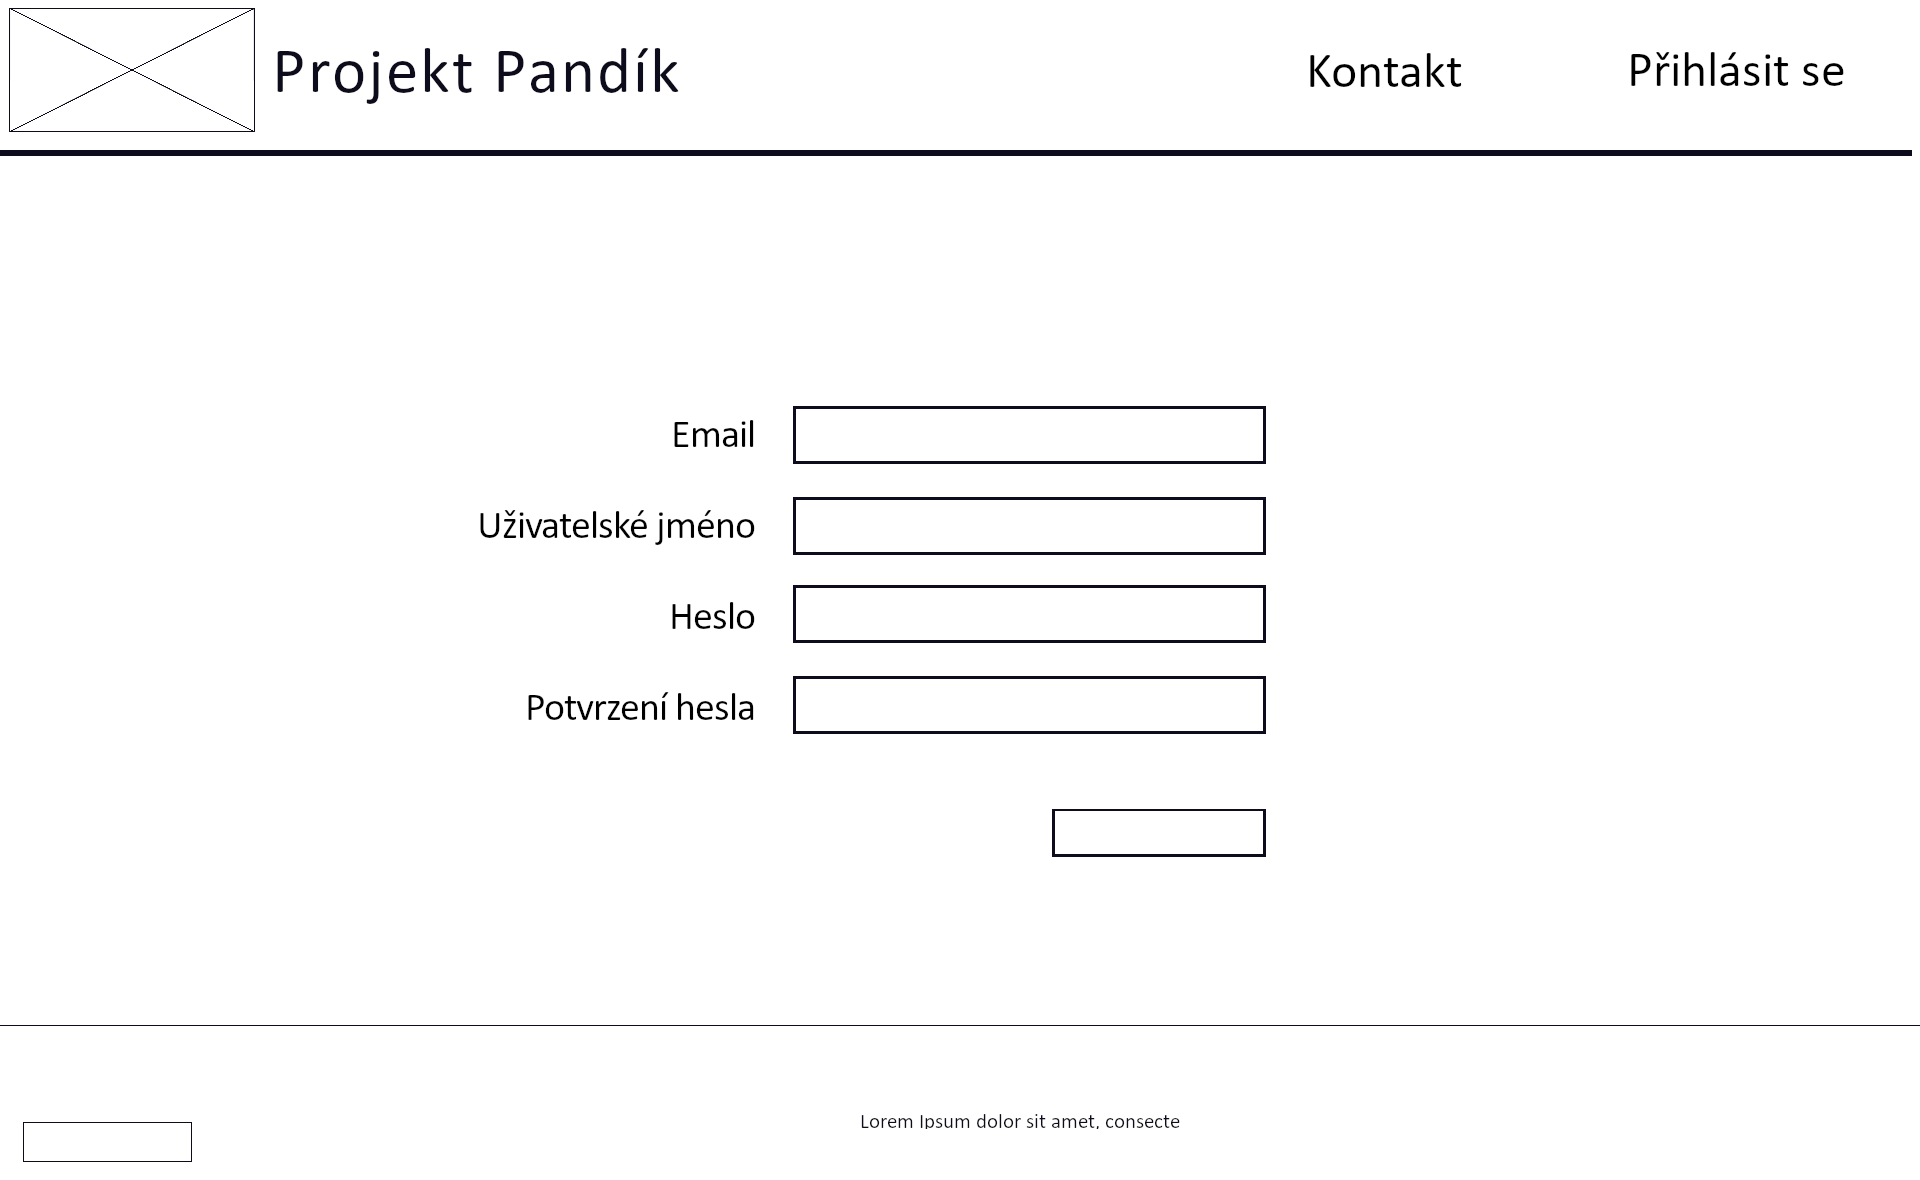 Projekt Pandík
Kontakt
Přihlásit se
Email
Uživatelské jméno
Heslo
Potvrzení hesla
Lorem Ipsum dolor sit amet, consecte